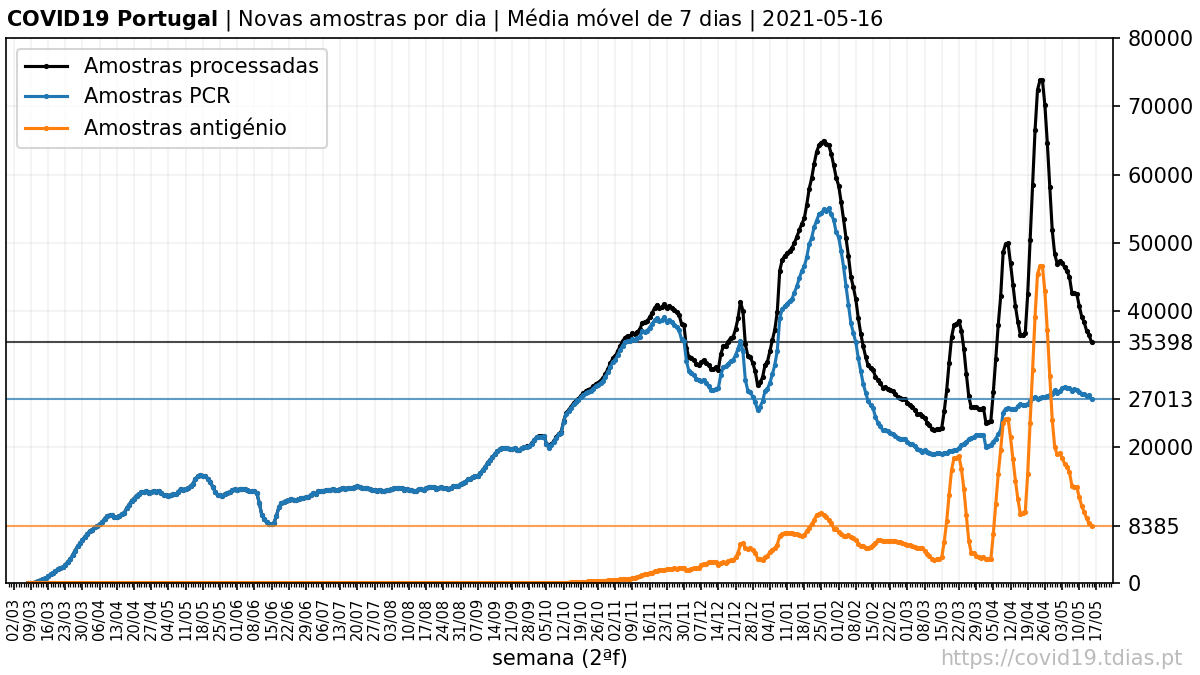 COVID19 Portugal | Novas amostras por dia | Média móvel de 7 dias | 2021-05-16
Amostras processadas
Amostras PCR
Amostras antigénio
80000
70000
60000
50000
40000
35398
27013
20000
8385
0
02/03 09/03 16/03 23/03 30/03 06/04 13/04 20/04 27/04 04/05 11/05 18/05 25/05 01/06 08/06 15/06 22/06 29/06 06/07 13/07 20/07 27/07 03/08 10/08 17/08 24/08 31/08 07/09 14/09 21/09 28/09 05/10 12/10 19/10 26/10 02/11 09/11 16/11 23/11 30/11 07/12 14/12 21/12 28/12 04/01 11/01 18/01 25/01 01/02 08/02 15/02 22/02 01/03 08/03 15/03 22/03 29/03 05/04 12/04 19/04 26/04 03/05 10/05 17/05
semana (2ªf)
https://covid19.tdias.pt